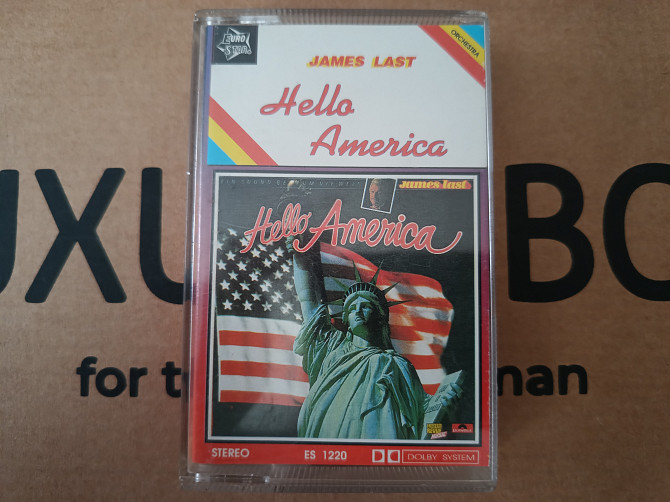 EURO
STAR
ORCHESTRA
JAMES LAST
Hello
America
james last
Hello America
STEREO
ES 1220
DOLBY SYSTEM
UXU
BO
for t
man